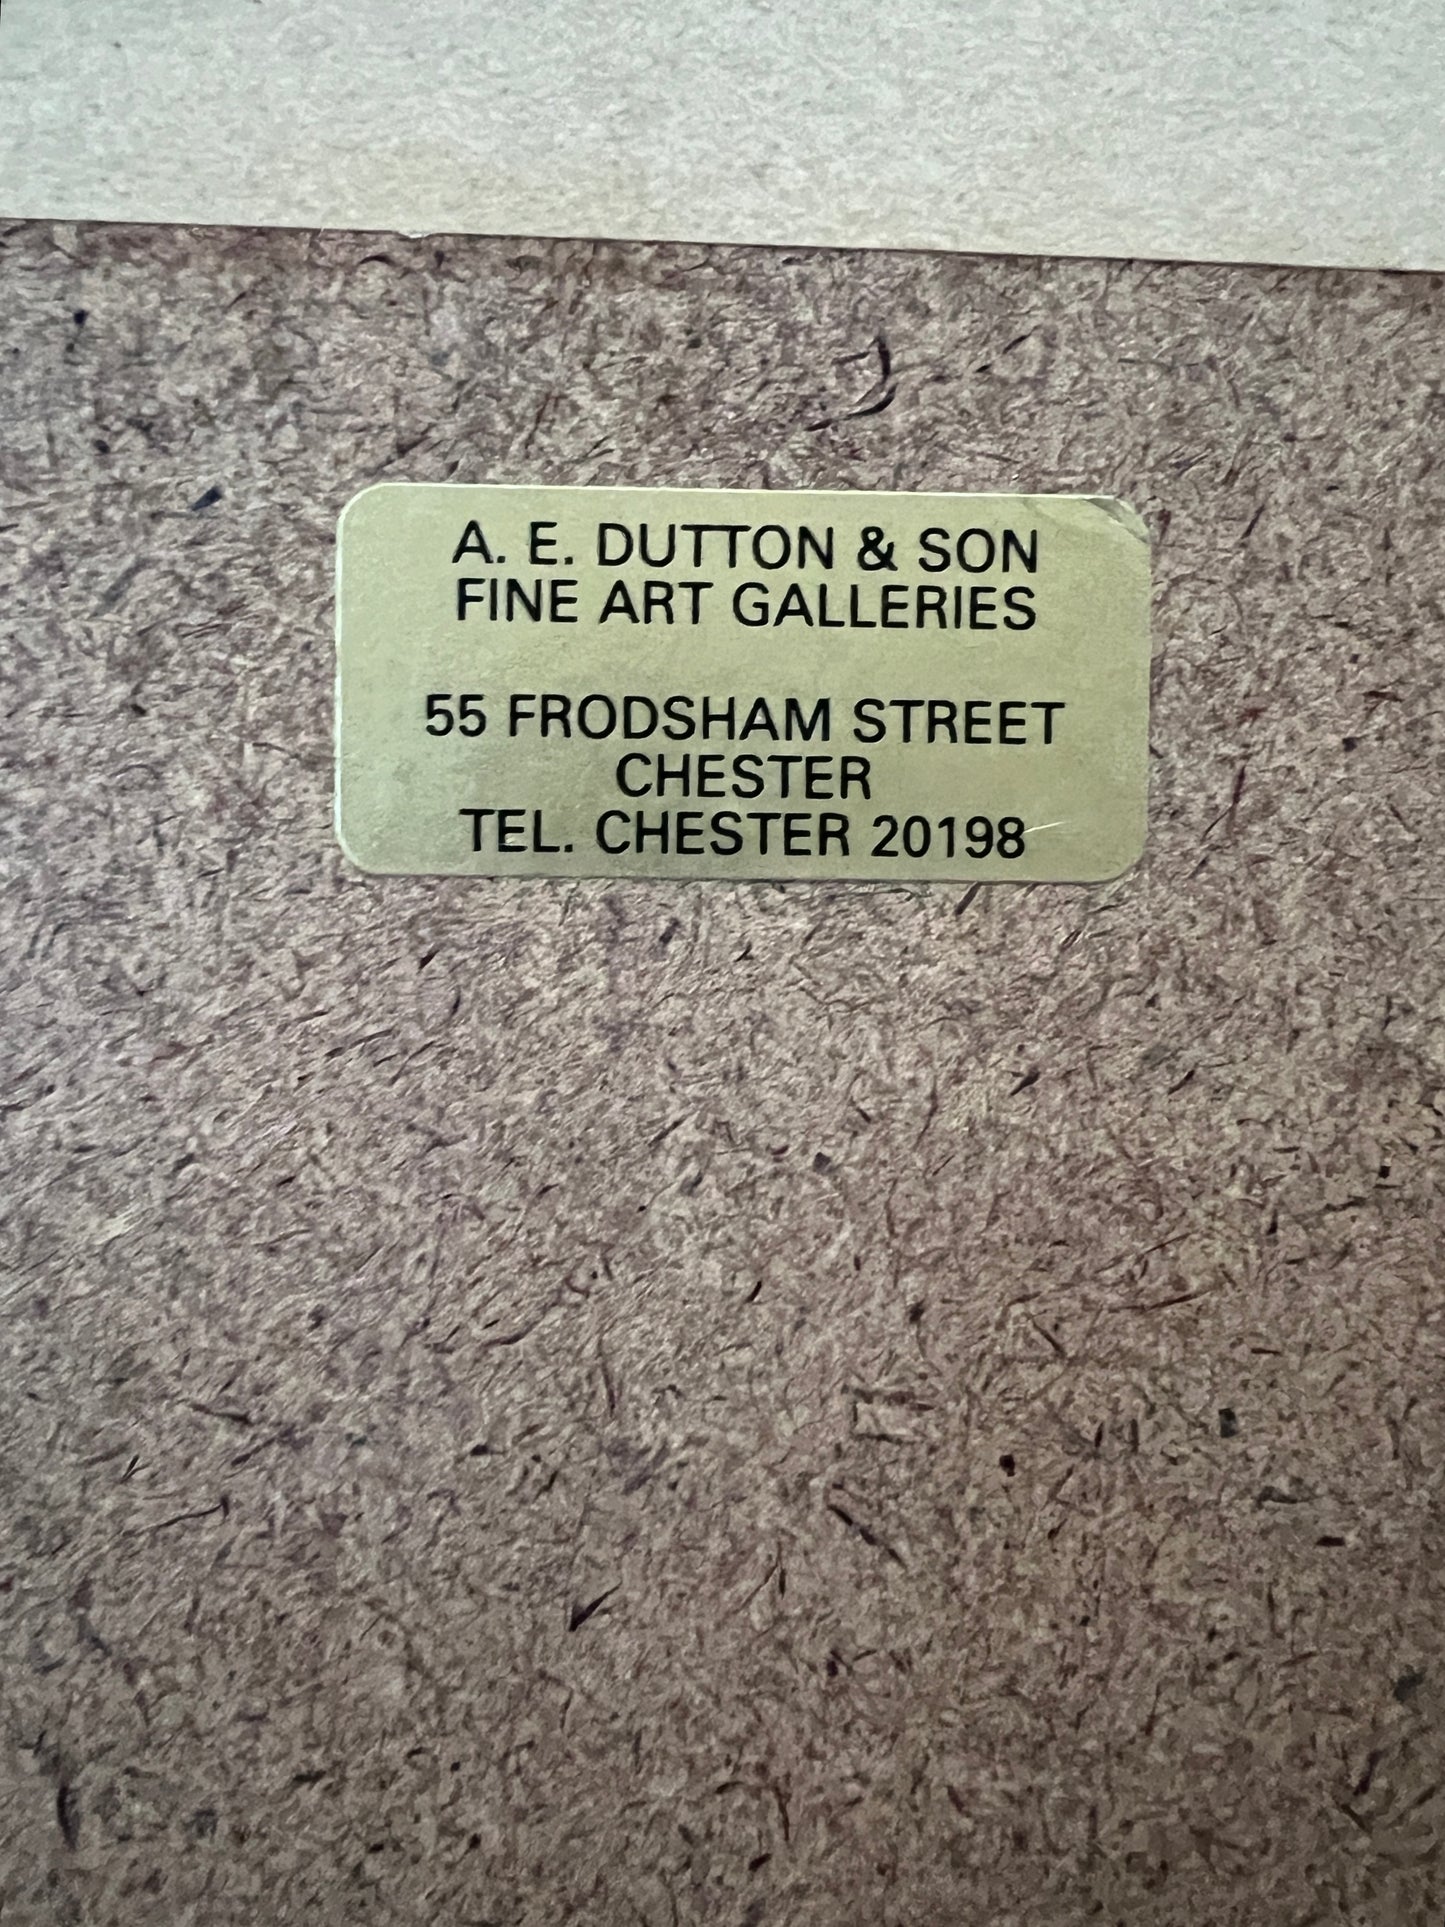 A. E. DUTTON & SON
FINE ART GALLERIES
55 FRODSHAM STREET
CHESTER
TEL. CHESTER 20198